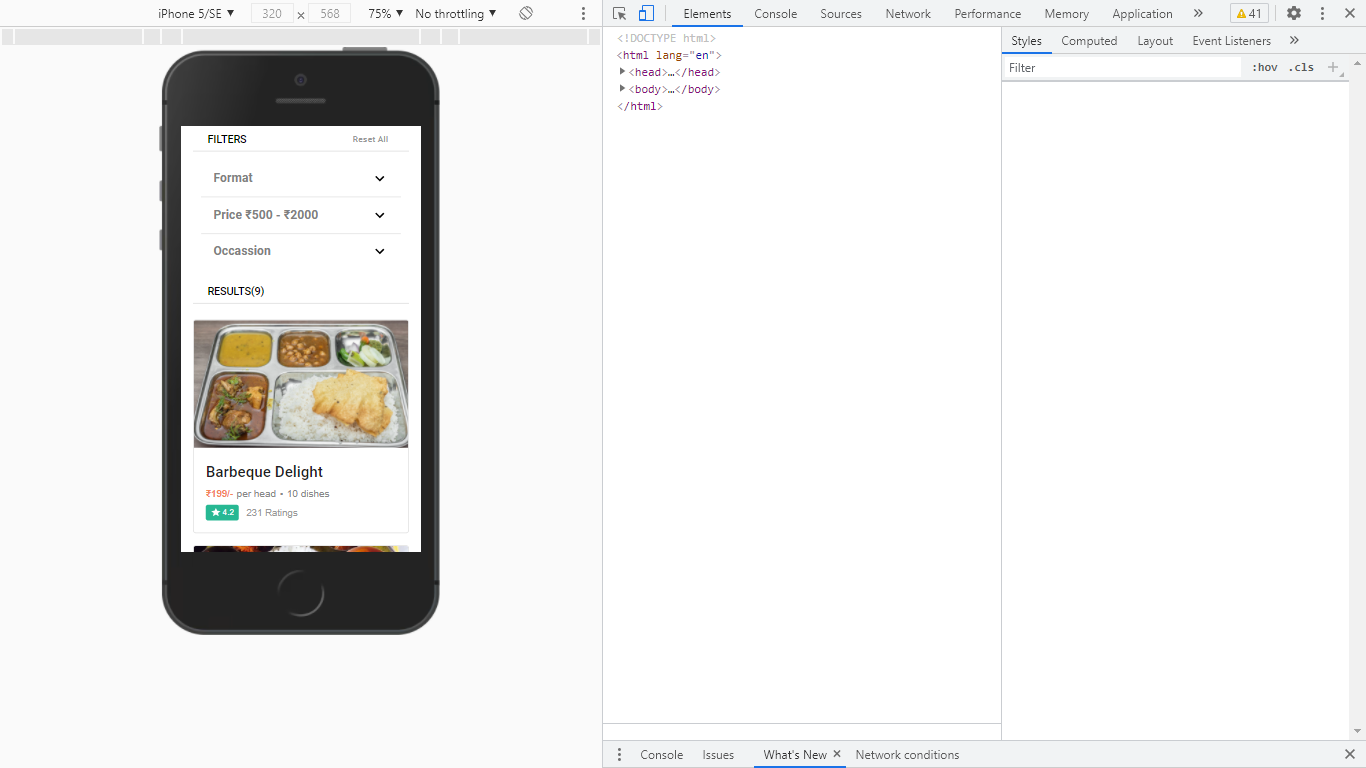 iPhone 5/SE ▼ 320 × 568 75% ▼ No throttling ▼
Elements Console Sources Network Performance Memory Application » 41
FILTERS Reset All
Format
Price ₹500 - ₹2000
Occassion
RESULTS(9)
Barbeque Delight
₹199/- per head • 10 dishes
★ 4.2 231 Ratings
<!DOCTYPE html>
<html lang="en">
<head>…</head>
<body>…</body>
</html>
Styles Computed Layout Event Listeners »
Filter :hov .cls +
Console Issues What's New × Network conditions